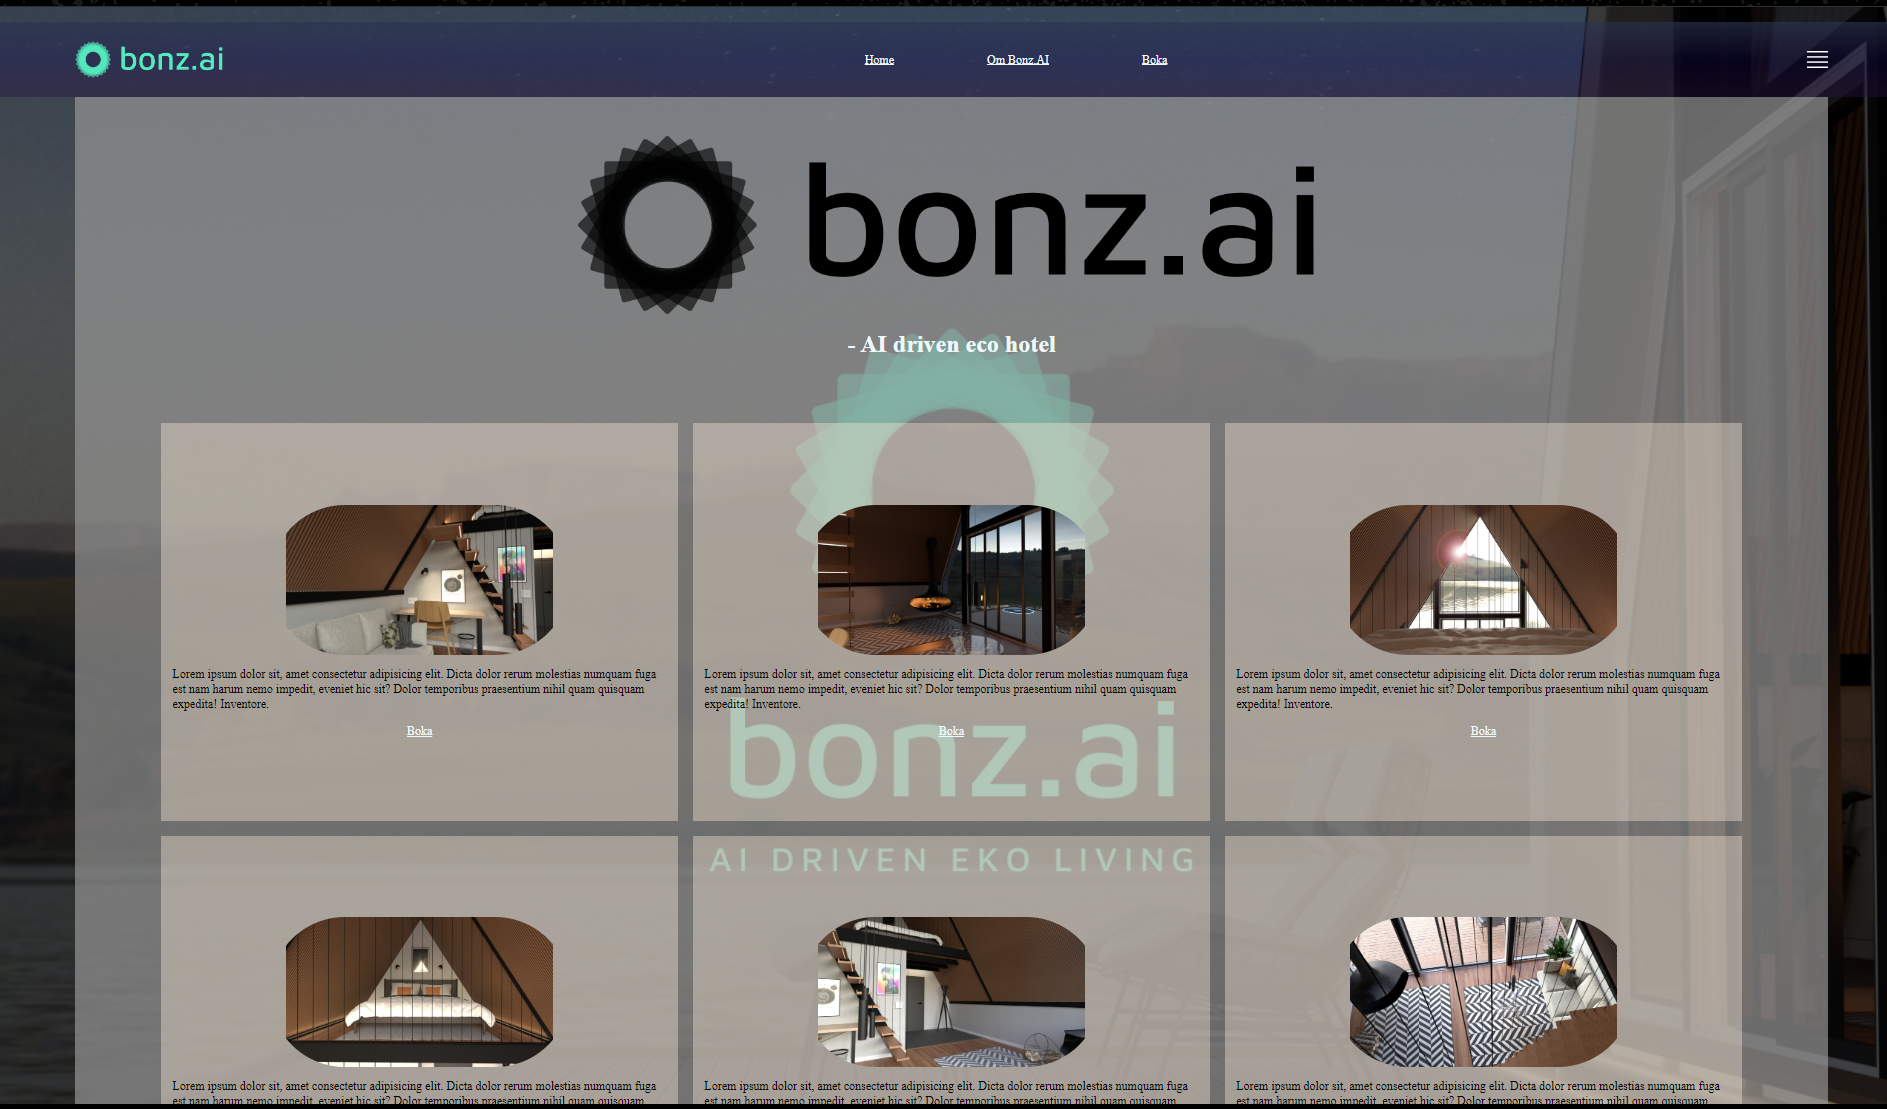 bonz.ai
Home
Om Bonz.AI
Boka
bonz.ai
- AI driven eco hotel
Lorem ipsum dolor sit, amet consectetur adipisicing elit. Dicta dolor rerum molestias numquam fuga
est nam harum nemo impedit, eveniet hic sit? Dolor temporibus praesentium nihil quam quisquam
expedita! Inventore.
Boka
Lorem ipsum dolor sit, amet consectetur adipisicing elit. Dicta dolor rerum molestias numquam fuga
est nam harum nemo impedit, eveniet hic sit? Dolor temporibus praesentium nihil quam quisquam
expedita! Inventore.
Boka
Lorem ipsum dolor sit, amet consectetur adipisicing elit. Dicta dolor rerum molestias numquam fuga
est nam harum nemo impedit, eveniet hic sit? Dolor temporibus praesentium nihil quam quisquam
expedita! Inventore.
Boka
bonz.ai
AI DRIVEN EKO LIVING
Lorem ipsum dolor sit, amet consectetur adipisicing elit. Dicta dolor rerum molestias numquam fuga
est nam harum nemo impedit, eveniet hic sit? Dolor temporibus praesentium nihil quam quisquam
Lorem ipsum dolor sit, amet consectetur adipisicing elit. Dicta dolor rerum molestias numquam fuga
est nam harum nemo impedit, eveniet hic sit? Dolor temporibus praesentium nihil quam quisquam
Lorem ipsum dolor sit, amet consectetur adipisicing elit. Dicta dolor rerum molestias numquam fuga
est nam harum nemo impedit, eveniet hic sit? Dolor temporibus praesentium nihil quam quisquam